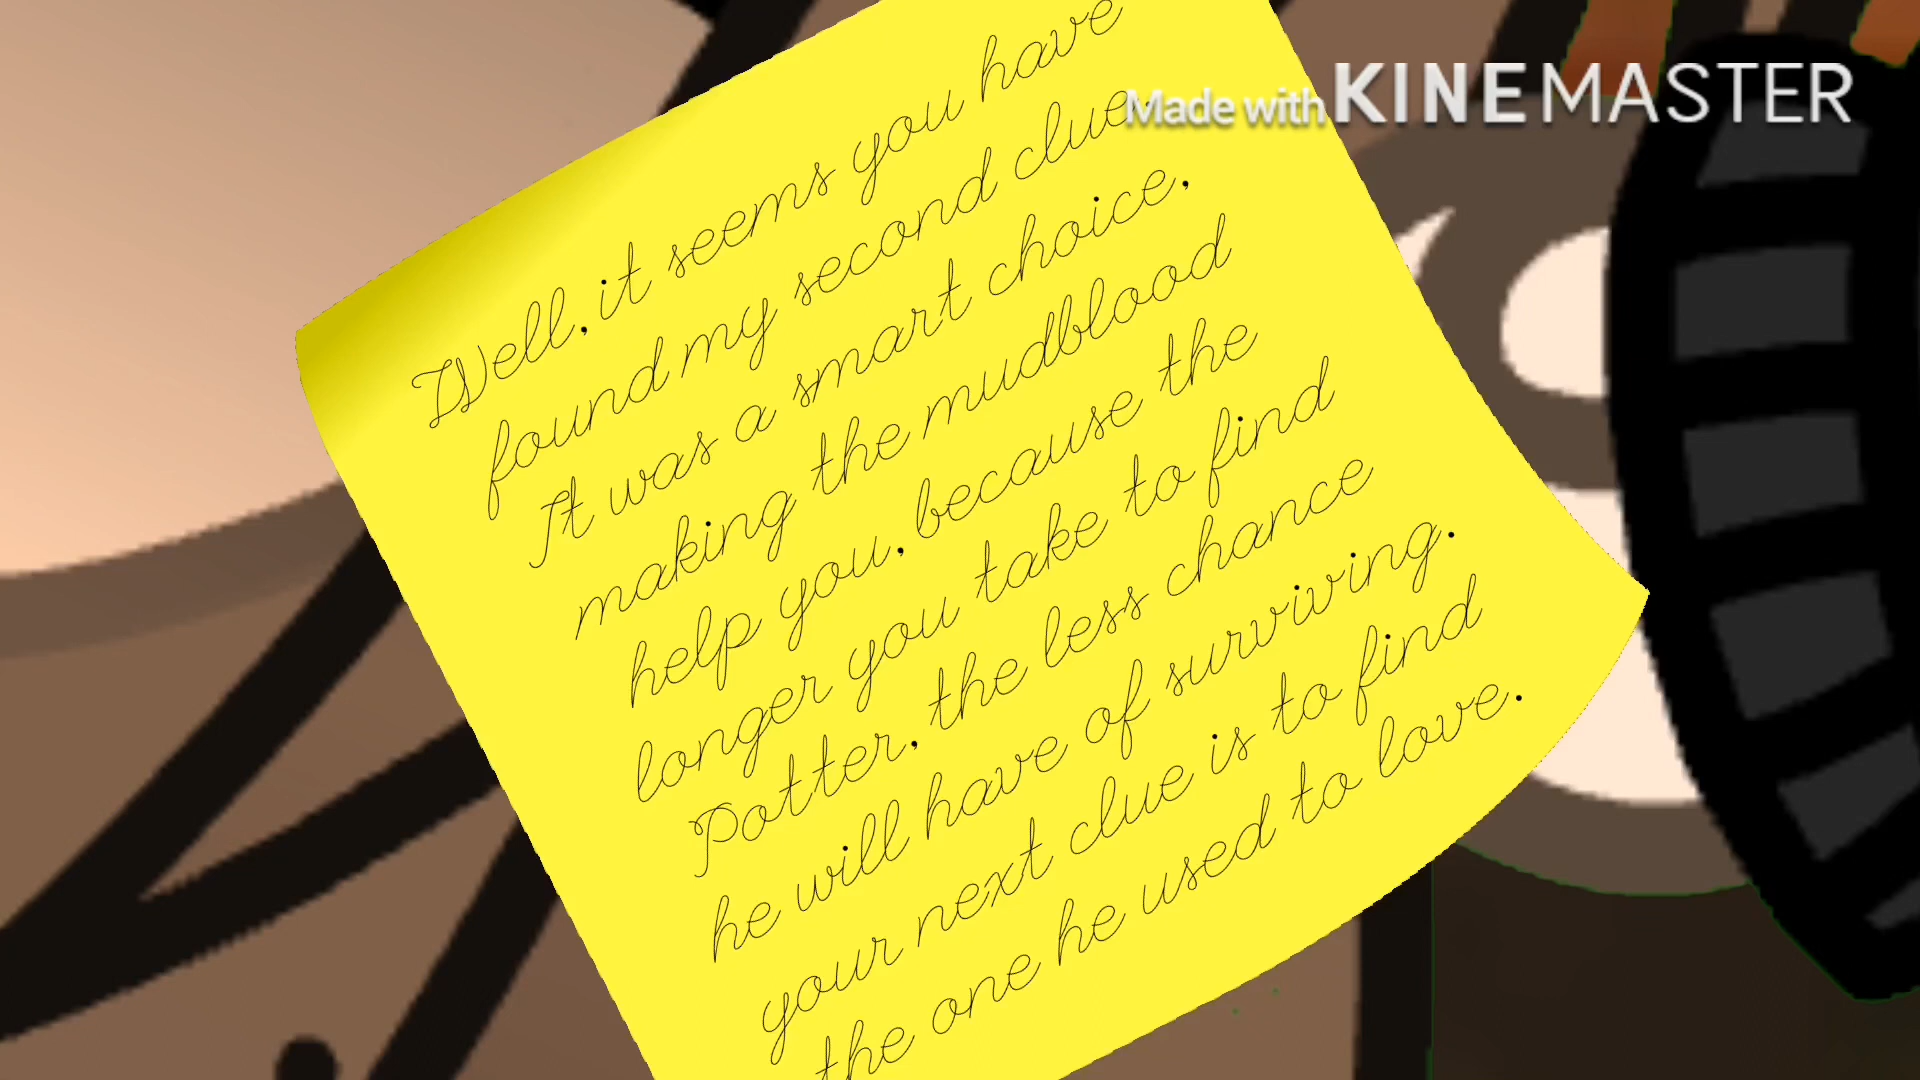 Made with KINEMASTER
Well, it seems you have
found my second clue.
It was a smart choice,
making the mudblood
help you, because the
longer you take to find
Potter, the less chance
he will have of surviving.
your next clue is to find
the one he used to love.